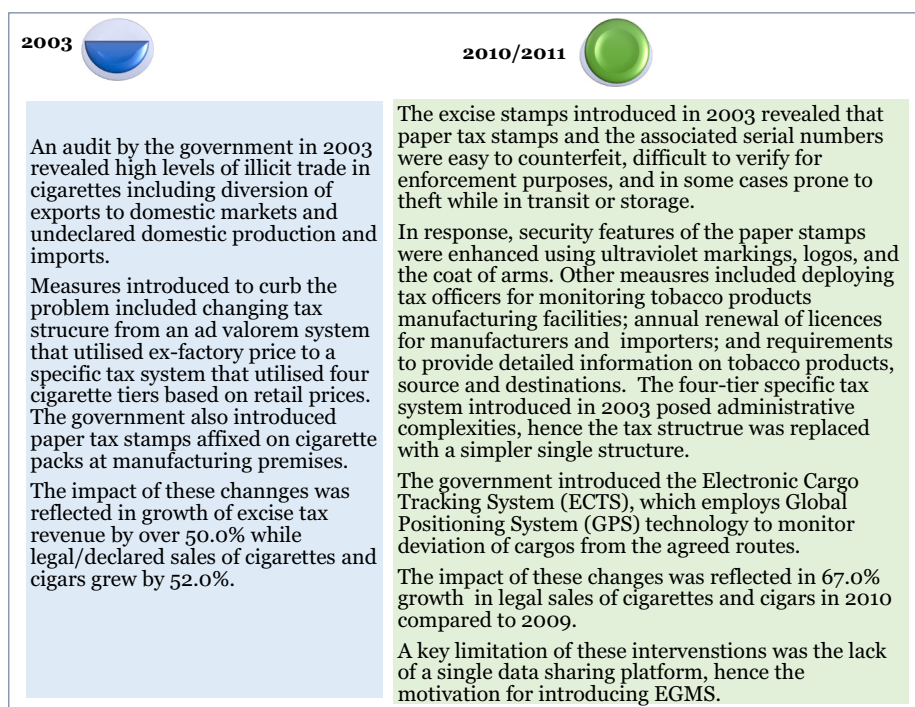 2003
An audit by the government in 2003
revealed high levels of illicit trade in
cigarettes including diversion of
exports to domestic markets and
undeclared domestic production and
imports.
Measures introduced to curb the
problem included changing tax
strucure from an ad valorem system
that utilised ex-factory price to a
specific tax system that utilised four
cigarette tiers based on retail prices.
The government also introduced
paper tax stamps affixed on cigarette
packs at manufacturing premises.
The impact of these channges was
reflected in growth of excise tax
revenue by over 50.0% while
legal/declared sales of cigarettes and
cigars grew by 52.0%.
2010/2011
The excise stamps introduced in 2003 revealed that
paper tax stamps and the associated serial numbers
were easy to counterfeit, difficult to verify for
enforcement purposes, and in some cases prone to
theft while in transit or storage.
In response, security features of the paper stamps
were enhanced using ultraviolet markings, logos, and
the coat of arms. Other meausres included deploying
tax officers for monitoring tobacco products
manufacturing facilities; annual renewal of licences
for manufacturers and importers; and requirements
to provide detailed information on tobacco products,
source and destinations. The four-tier specific tax
system introduced in 2003 posed administrative
complexities, hence the tax structrue was replaced
with a simpler single structure.
The government introduced the Electronic Cargo
Tracking System (ECTS), which employs Global
Positioning System (GPS) technology to monitor
deviation of cargos from the agreed routes.
The impact of these changes was reflected in 67.0%
growth in legal sales of cigarettes and cigars in 2010
compared to 2009.
A key limitation of these intervenstions was the lack
of a single data sharing platform, hence the
motivation for introducing EGMS.